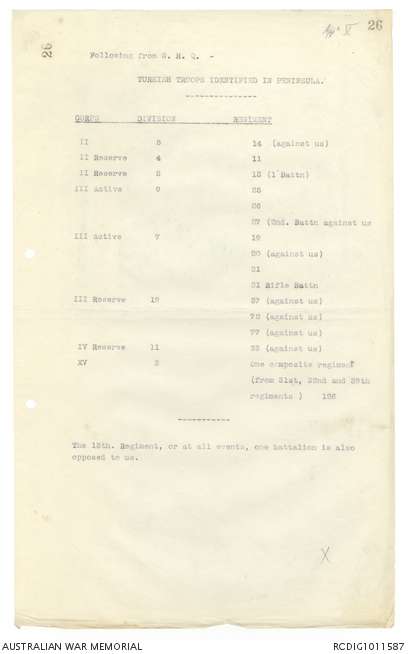 26
26
Following from G. H. Q. -
TURKISH TROOPS IDENTIFIED IN PENINSULA.
CORPS DIVISION REGIMENT
II 5 14 (against us)
II Reserve 4 11
II Reserve 5 13 (1 Battn)
III Active 9 25
26
27 (2nd. Battn against us
III Active 7 19
20 (against us)
21
21 Rifle Battn
III Reserve 19 57 (against us)
72 (against us)
77 (against us)
IV Reserve 11 33 (against us)
XV 3 One composite regiment
(from 31st, 32nd and 39th
regiments ) 126
The 15th. Regiment, or at all events, one battalion is also
opposed to us.
X
AUSTRALIAN WAR MEMORIAL RCDIG1011587